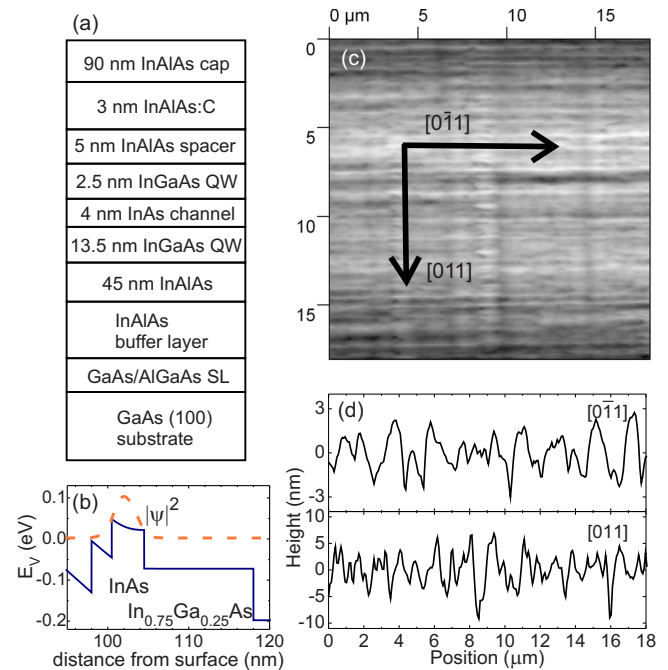 (a)
90 nm InAlAs cap
3 nm InAlAs:C
5 nm InAlAs spacer
2.5 nm InGaAs QW
4 nm InAs channel
13.5 nm InGaAs QW
45 nm InAlAs
InAlAs
buffer layer
GaAs/AlGaAs SL
GaAs (100)
substrate
(b)
0.1
0.0
-0.1
-0.2
E_V (eV)
|ψ|²
InAs
In₀.₇₅Ga₀.₂₅As
100 110 120
distance from surface (nm)
0 µm 5 10 15
0
5
10
15
(c)
[01̄1]
[011]
(d)
[01̄1]
3
0
-3
[011]
10
5
0
-5
-10
Height (nm)
0 2 4 6 8 10 12 14 16 18
Position (µm)